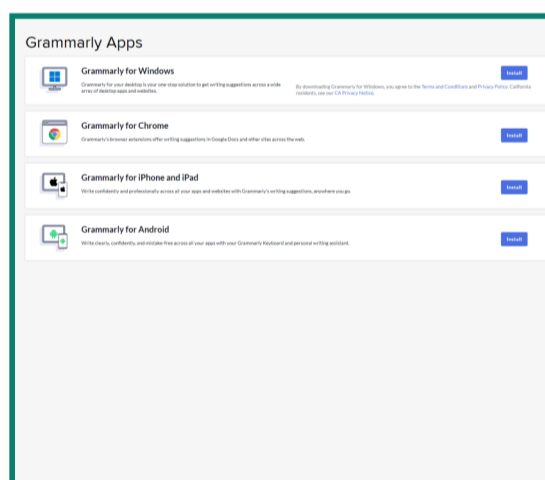 Grammarly Apps
Grammarly for Windows
Install
Grammarly for your desktop is your one-stop solution to get writing suggestions across a wide
array of desktop apps and websites.
By downloading Grammarly for Windows, you agree to the Terms and Conditions and Privacy Policy. California
residents, see our CA Privacy Notice.
Grammarly for Chrome
Grammarly's browser extensions offer writing suggestions in Google Docs and other sites across the web.
Install
Grammarly for iPhone and iPad
Write confidently and professionally across all your apps and websites with Grammarly's writing suggestions, anywhere you go.
Install
Grammarly for Android
Write clearly, confidently, and mistake-free across all your apps with your Grammarly Keyboard and personal writing assistant.
Install